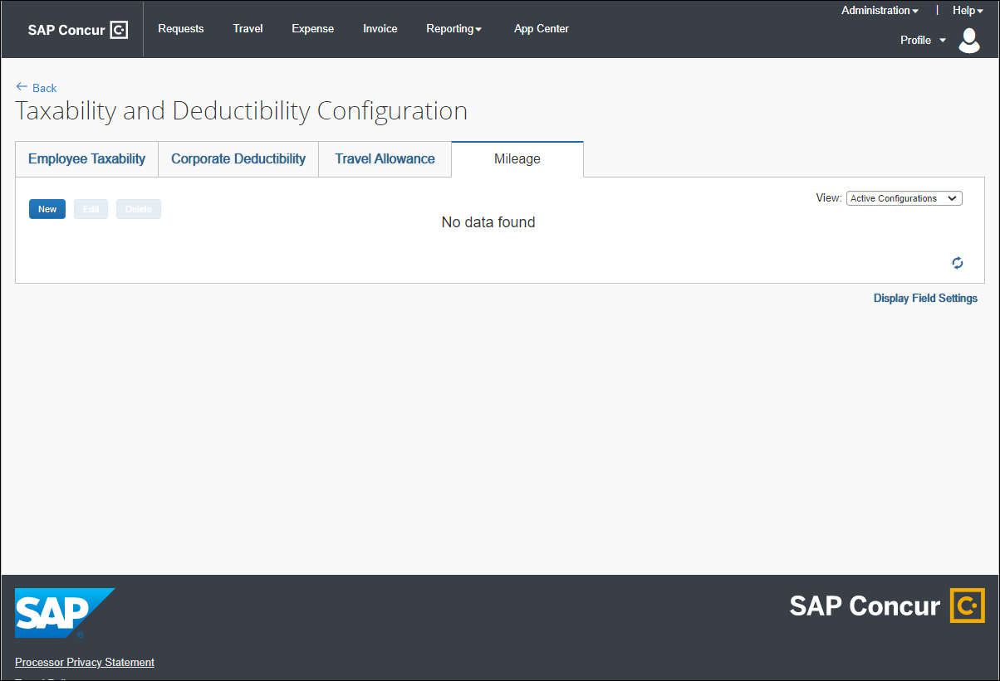 SAP Concur
Requests
Travel
Expense
Invoice
Reporting
App Center
Administration
|
Help
Profile
Back
Taxability and Deductibility Configuration
Employee Taxability
Corporate Deductibility
Travel Allowance
Mileage
New
Edit
Delete
View: Active Configurations
No data found
Display Field Settings
SAP ®
SAP Concur
Processor Privacy Statement